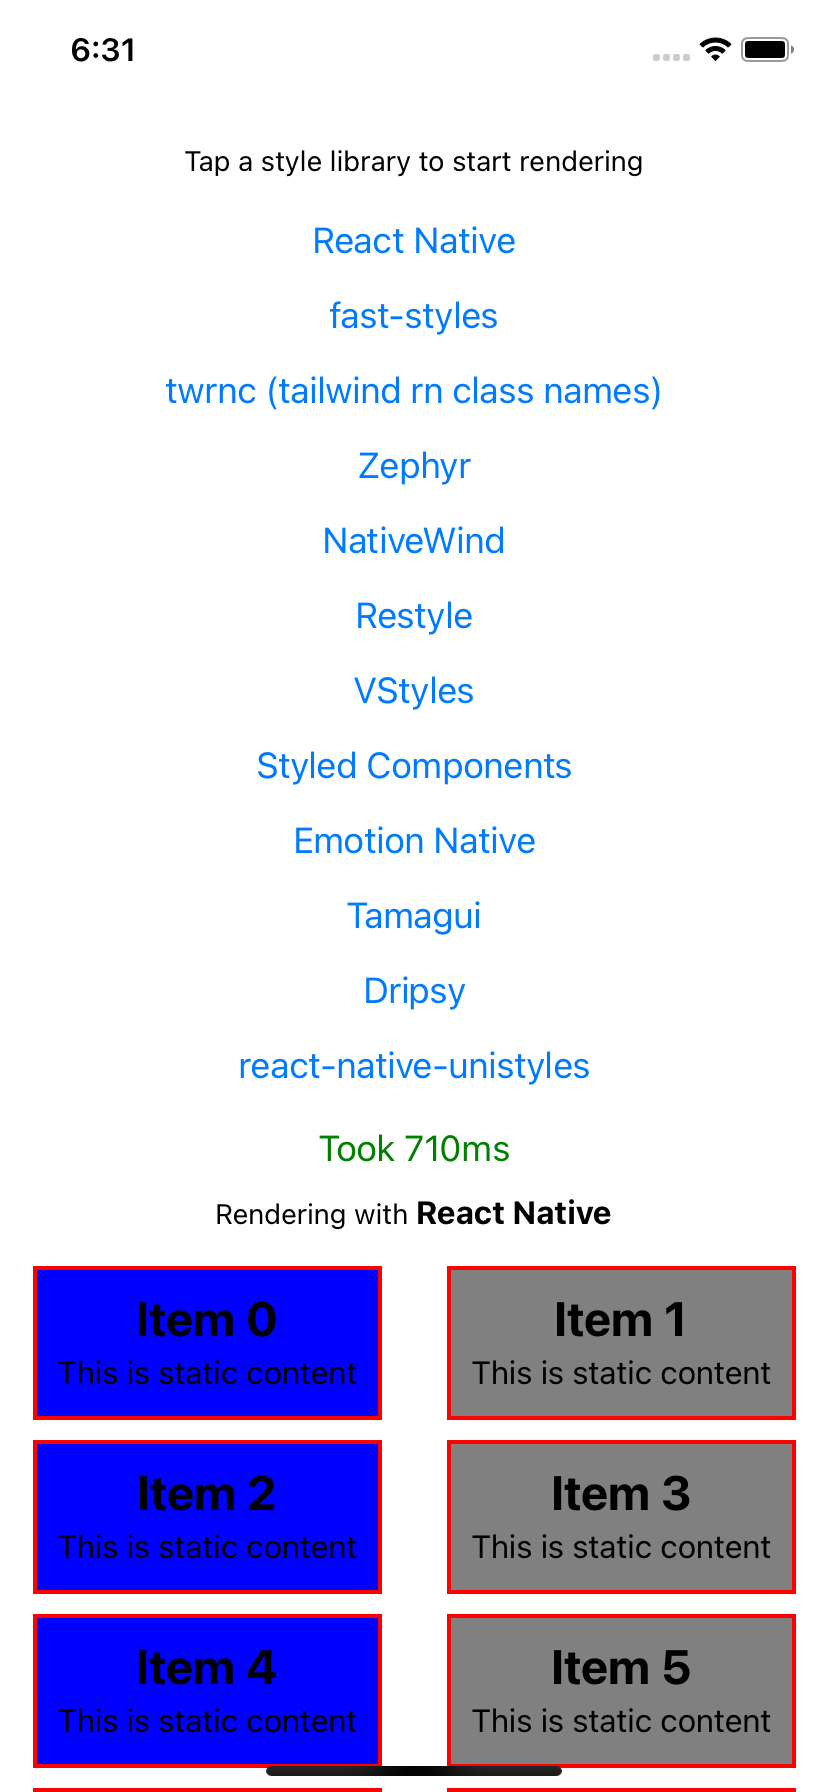 6:31
Tap a style library to start rendering
React Native
fast-styles
twrnc (tailwind rn class names)
Zephyr
NativeWind
Restyle
VStyles
Styled Components
Emotion Native
Tamagui
Dripsy
react-native-unistyles
Took 710ms
Rendering with React Native
Item 0
This is static content
Item 1
This is static content
Item 2
This is static content
Item 3
This is static content
Item 4
This is static content
Item 5
This is static content